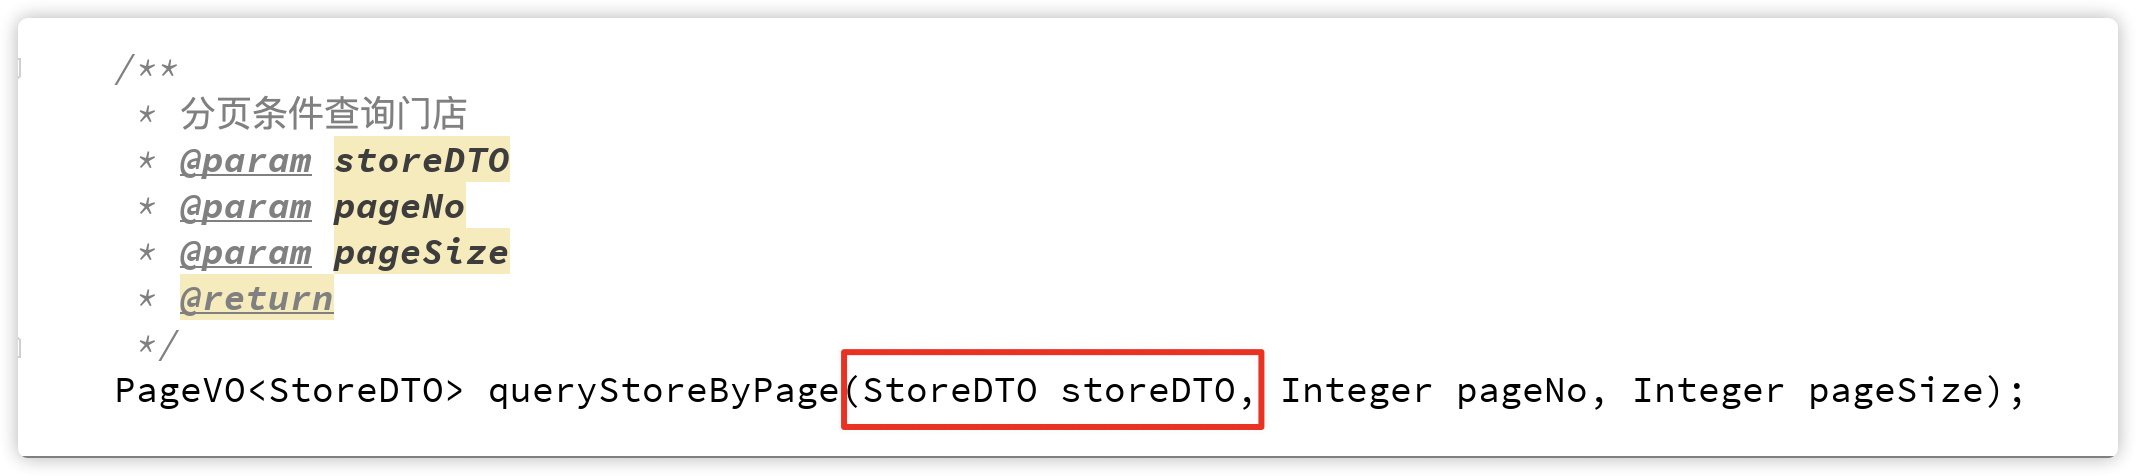 /**
* 分页条件查询门店
* @param storeDTO
* @param pageNo
* @param pageSize
* @return
*/
PageVO<StoreDTO> queryStoreByPage(StoreDTO storeDTO, Integer pageNo, Integer pageSize);